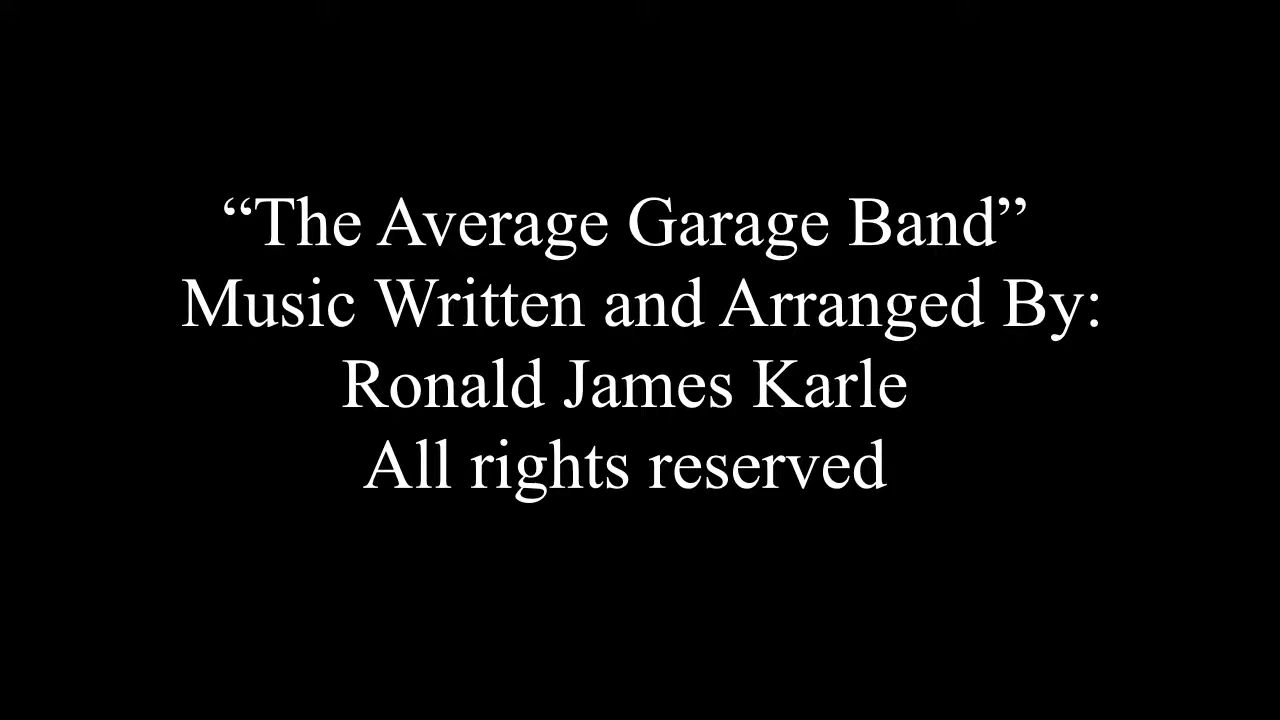 “The Average Garage Band”
Music Written and Arranged By:
Ronald James Karle
All rights reserved